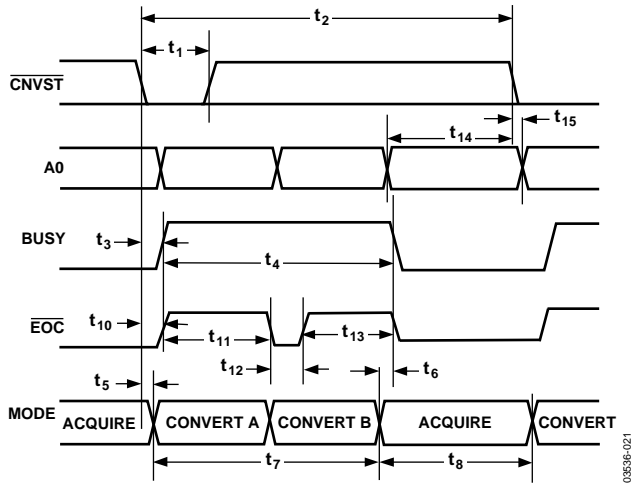 t2
t1
CNVST
t14
t15
A0
BUSY
t3
t4
EOC
t10
t11
t13
t12
t5
t6
MODE
ACQUIRE
CONVERT A
CONVERT B
ACQUIRE
CONVERT
t7
t8
03536-021